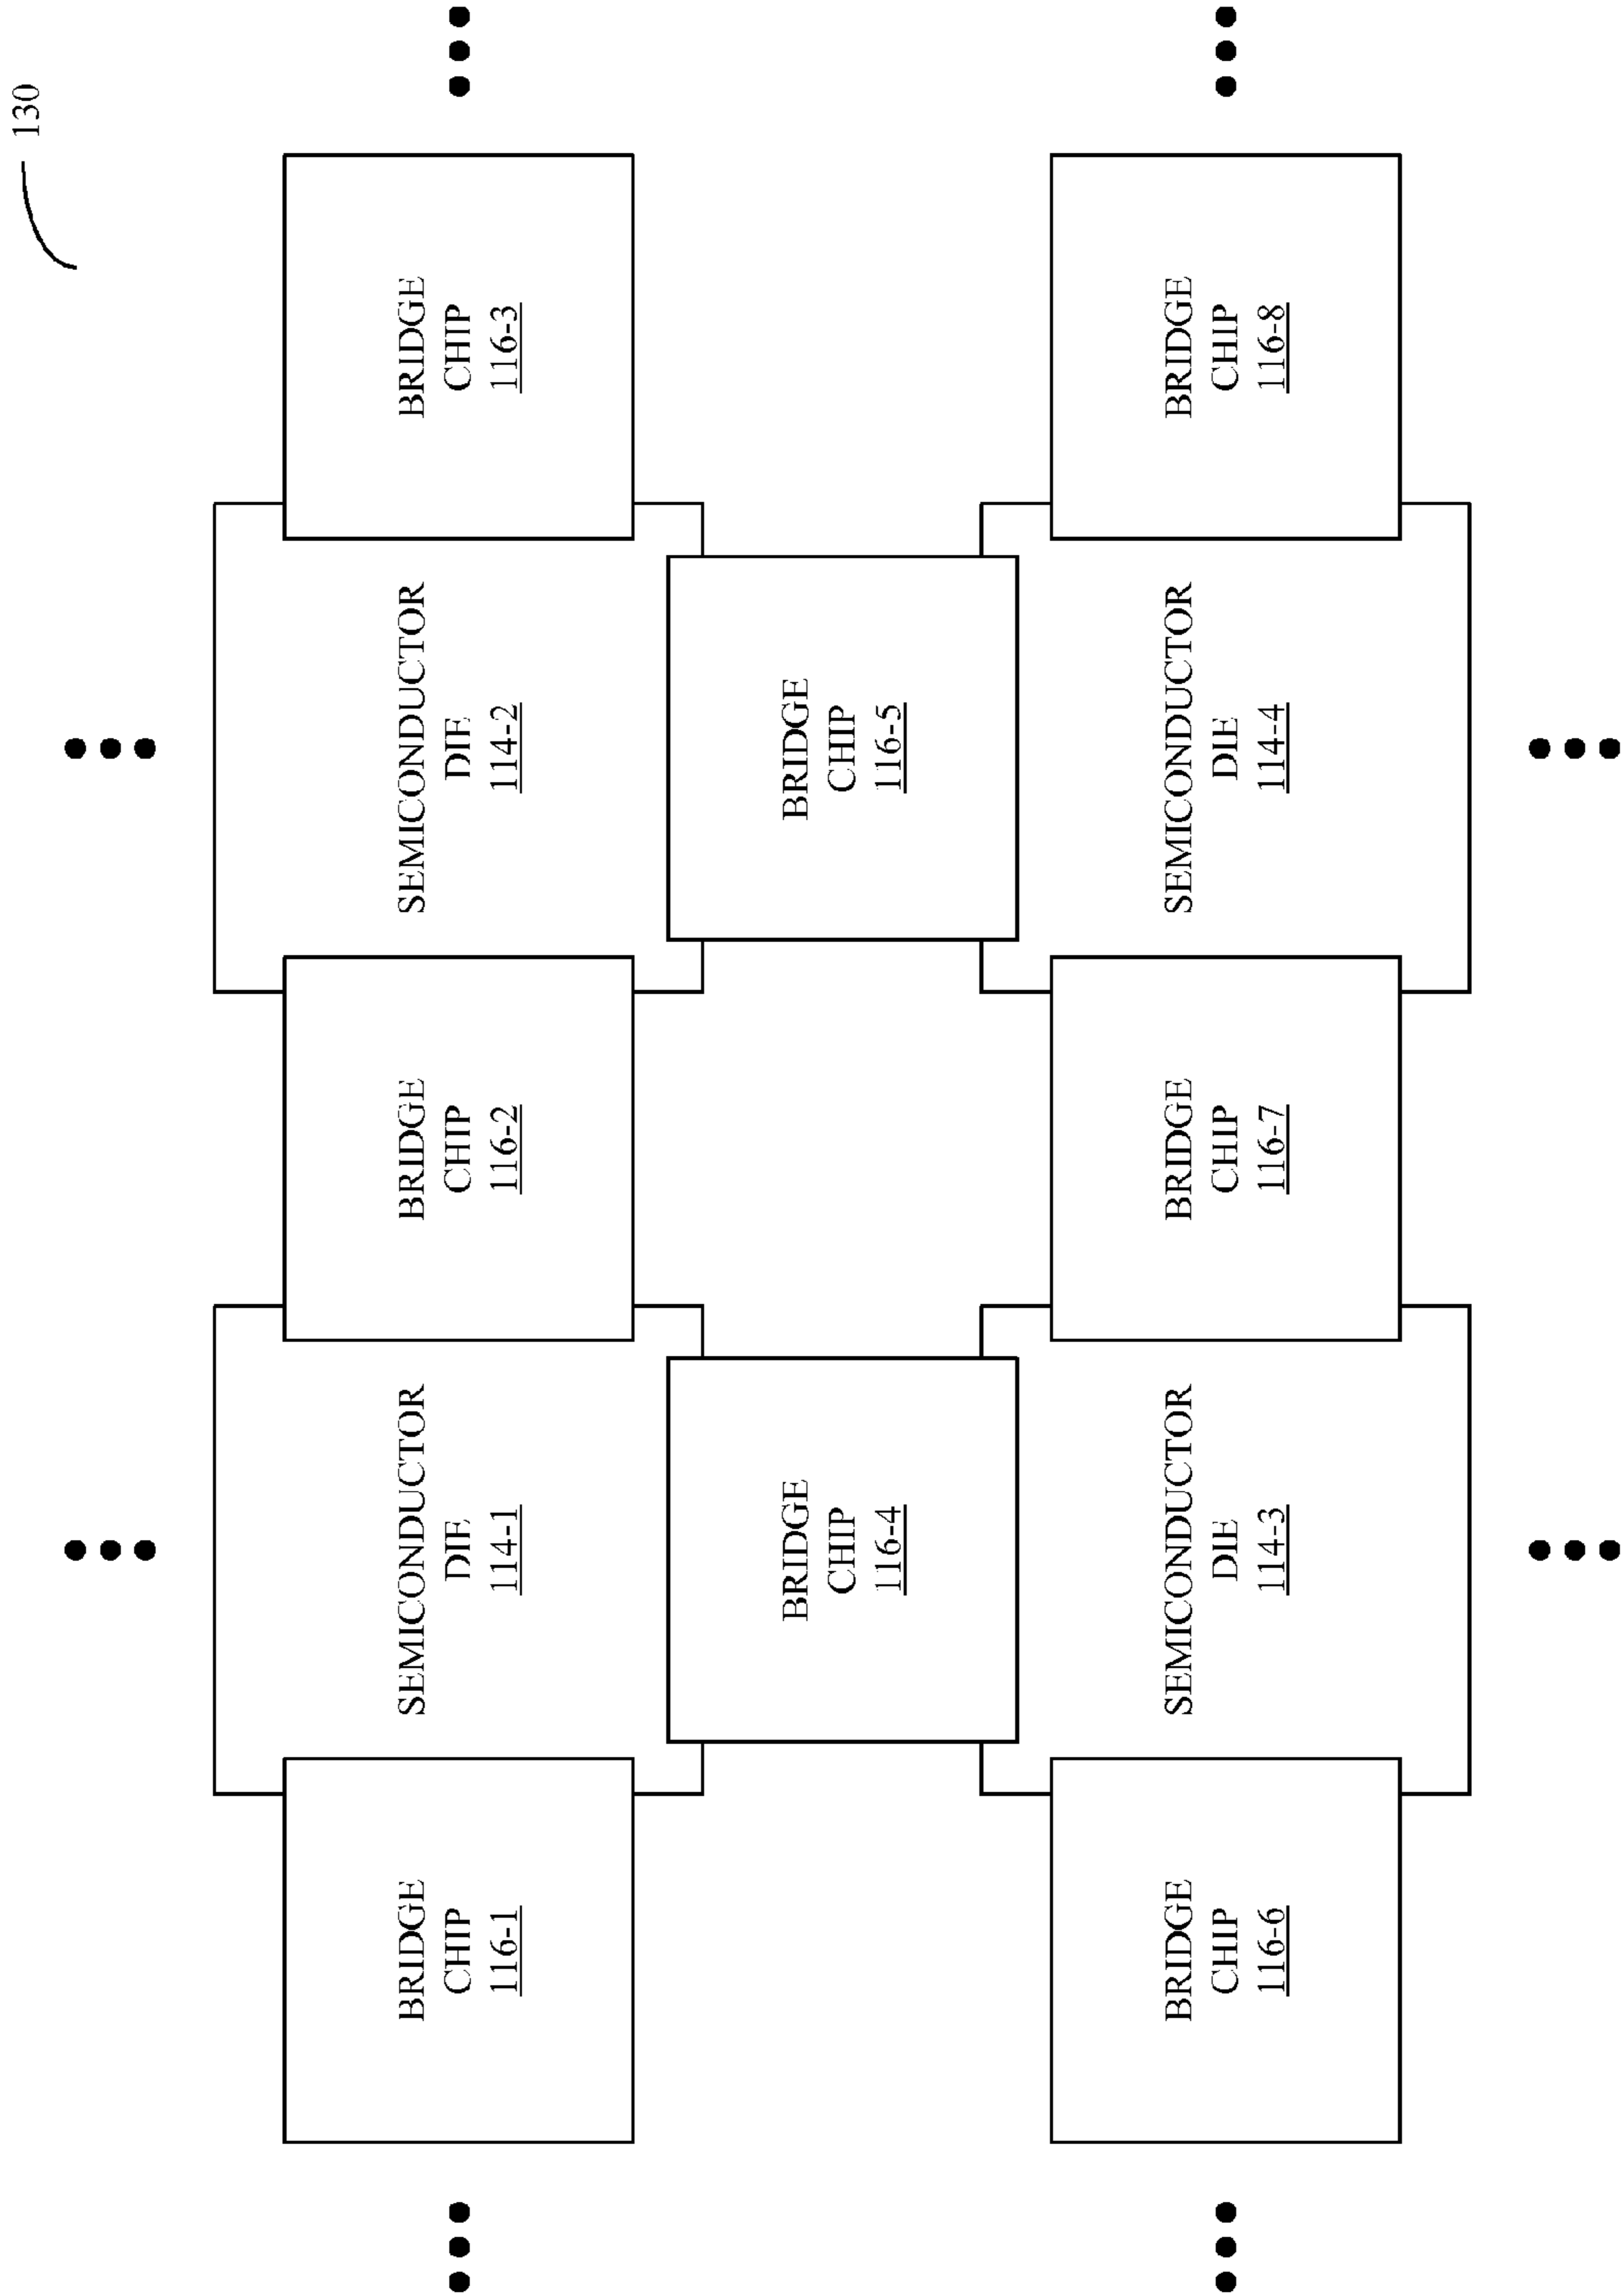 130
BRIDGE
CHIP
116-1
SEMICONDUCTOR
DIE
114-1
BRIDGE
CHIP
116-2
SEMICONDUCTOR
DIE
114-2
BRIDGE
CHIP
116-3
BRIDGE
CHIP
116-4
BRIDGE
CHIP
116-5
BRIDGE
CHIP
116-6
SEMICONDUCTOR
DIE
114-3
BRIDGE
CHIP
116-7
SEMICONDUCTOR
DIE
114-4
BRIDGE
CHIP
116-8